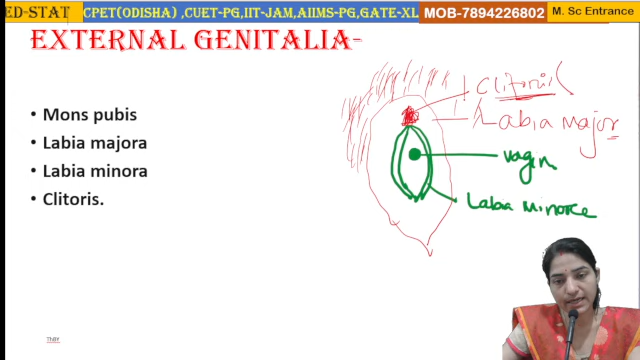 ED-STAT CPET(ODISHA) ,CUET-PG,IIT-JAM,AIIMS-PG,GATE-XL MOB-7894226802 M. Sc Entrance
EXTERNAL GENITALIA-
• Mons pubis
• Labia majora
• Labia minora
• Clitoris.
Clitoris
Labia major
vagin
Labia minore